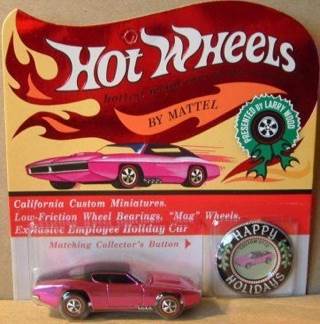 HOT WHEELS
BY MATTEL
PRESENTED BY LARRY WOOD
California Custom Miniatures.
Low-Friction Wheel Bearings, "Mag" Wheels.
Exclusive Employee Holiday Car
Matching Collector's Button
HAPPY
HOLIDAYS